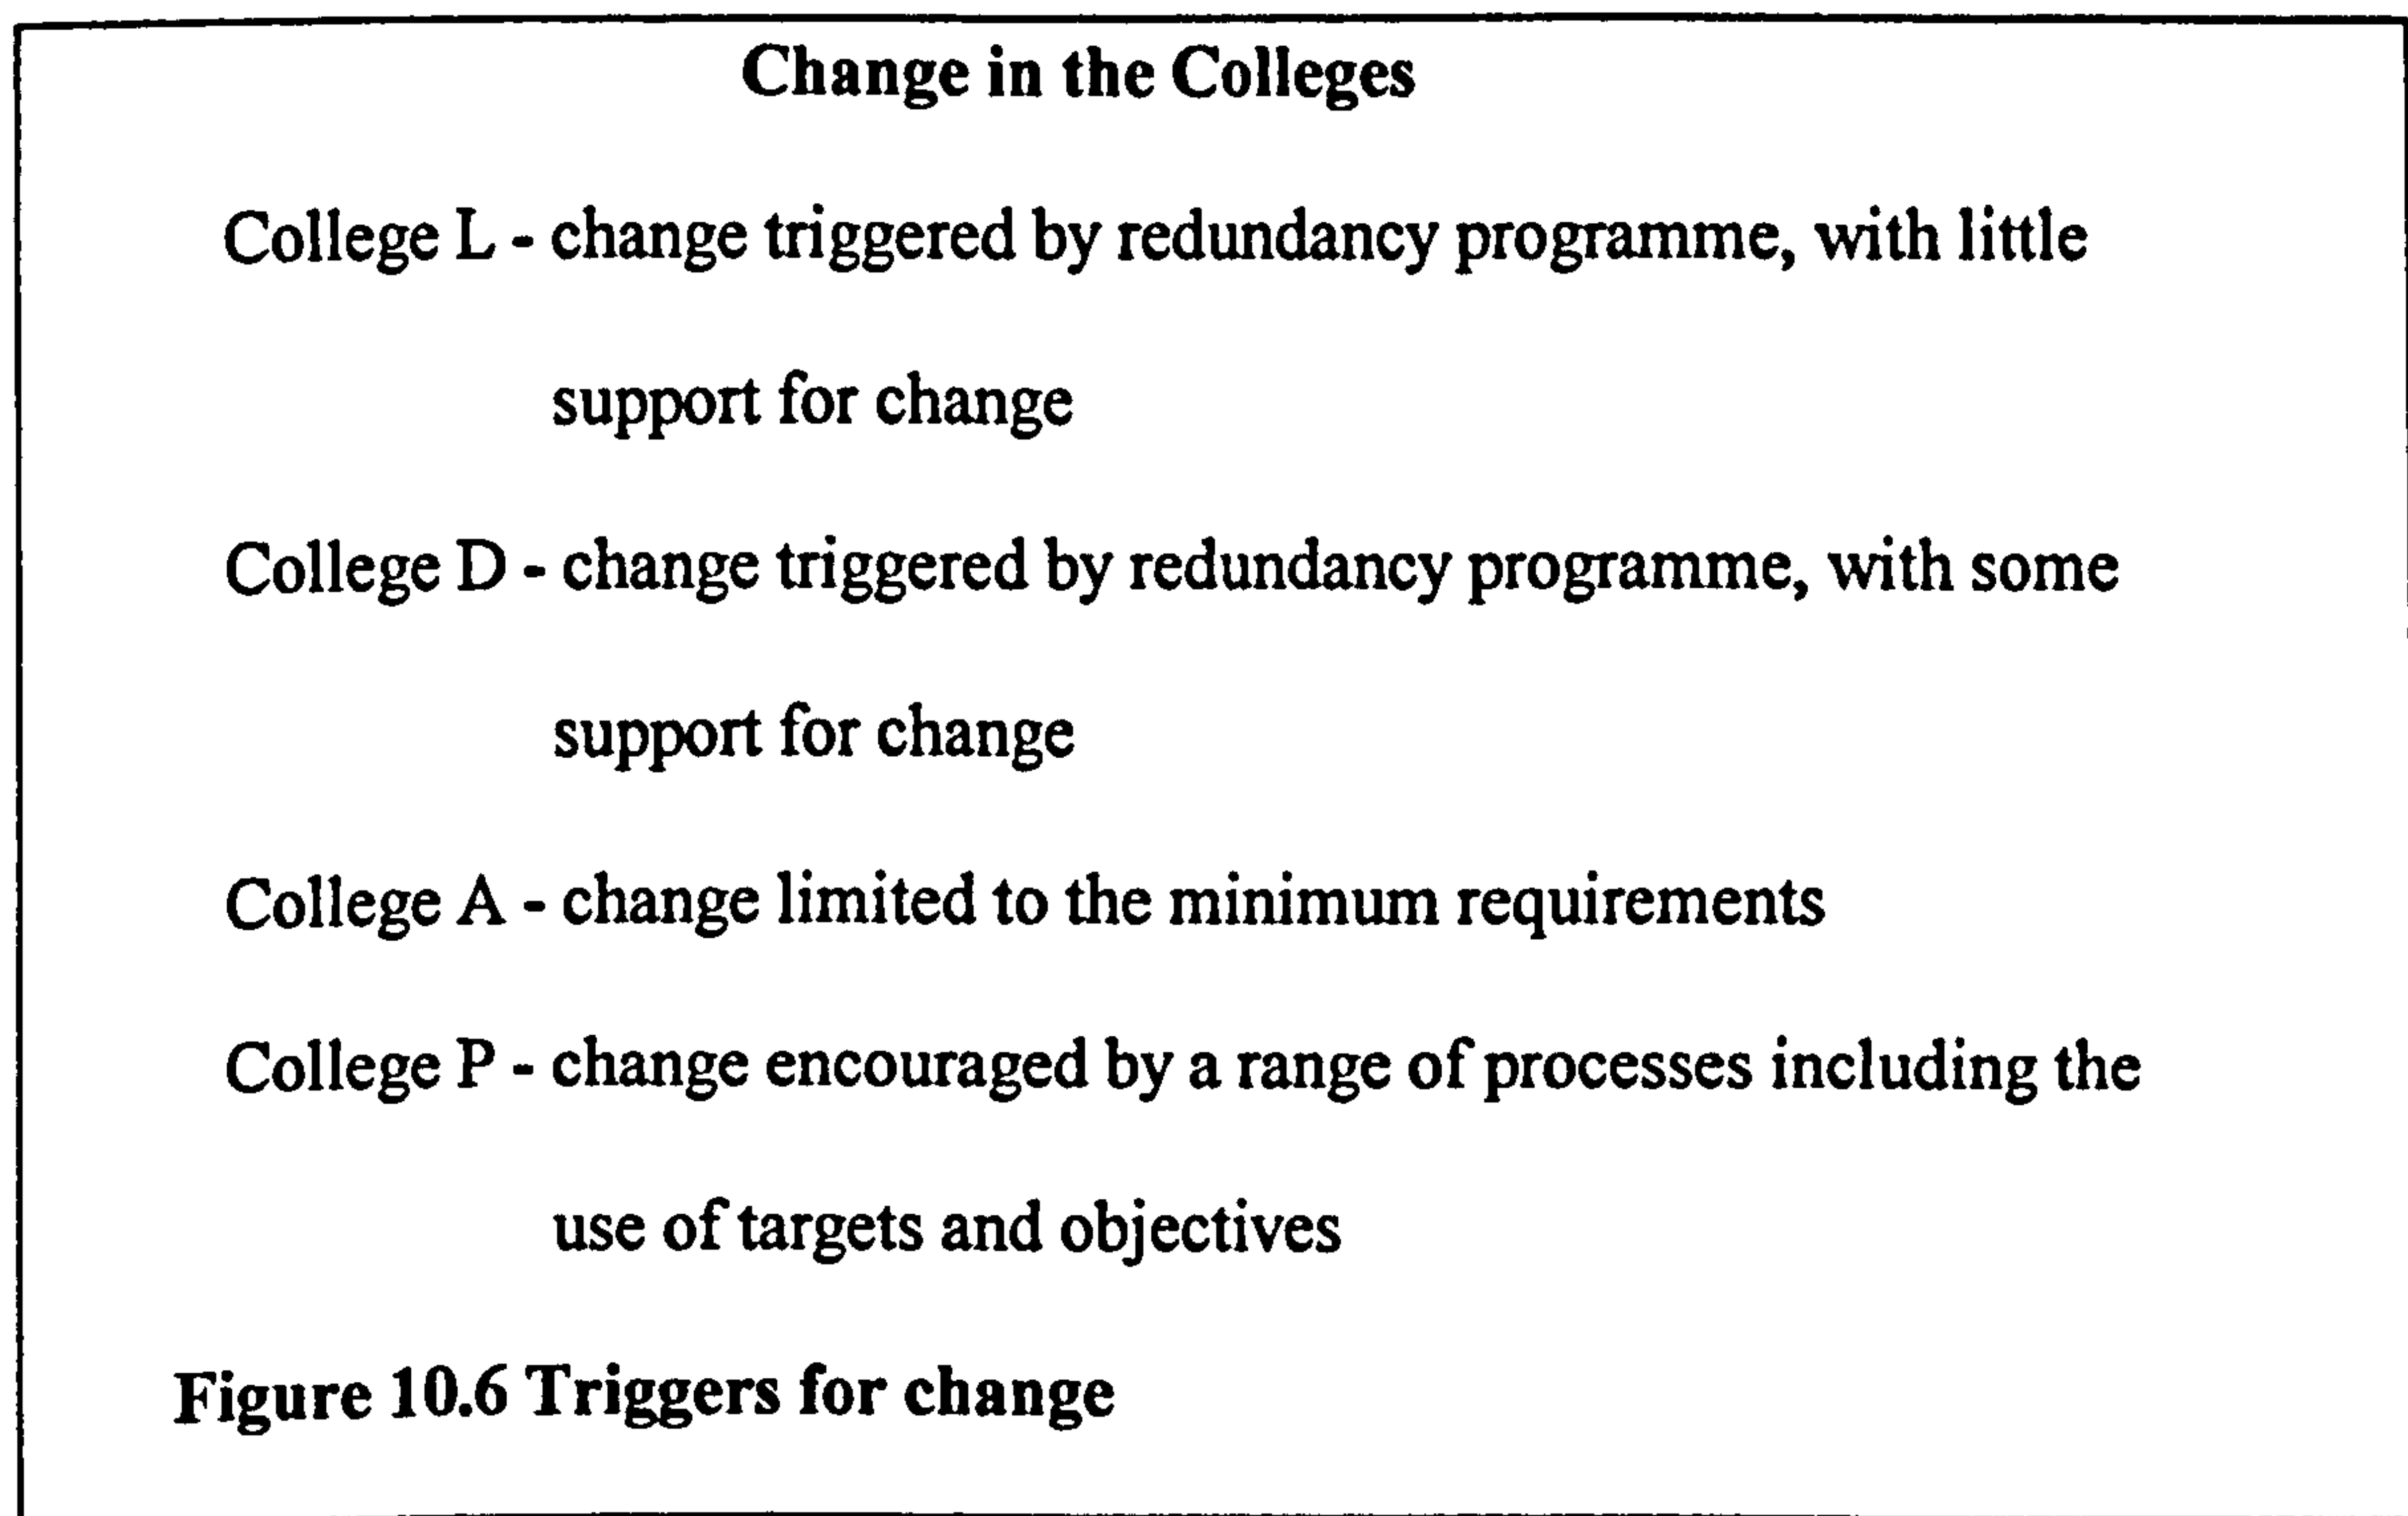 Change in the Colleges
College L - change triggered by redundancy programme, with little
support for change
College D - change triggered by redundancy programme, with some
support for change
College A - change limited to the minimum requirements
College P - change encouraged by a range of processes including the
use of targets and objectives
Figure 10.6 Triggers for change